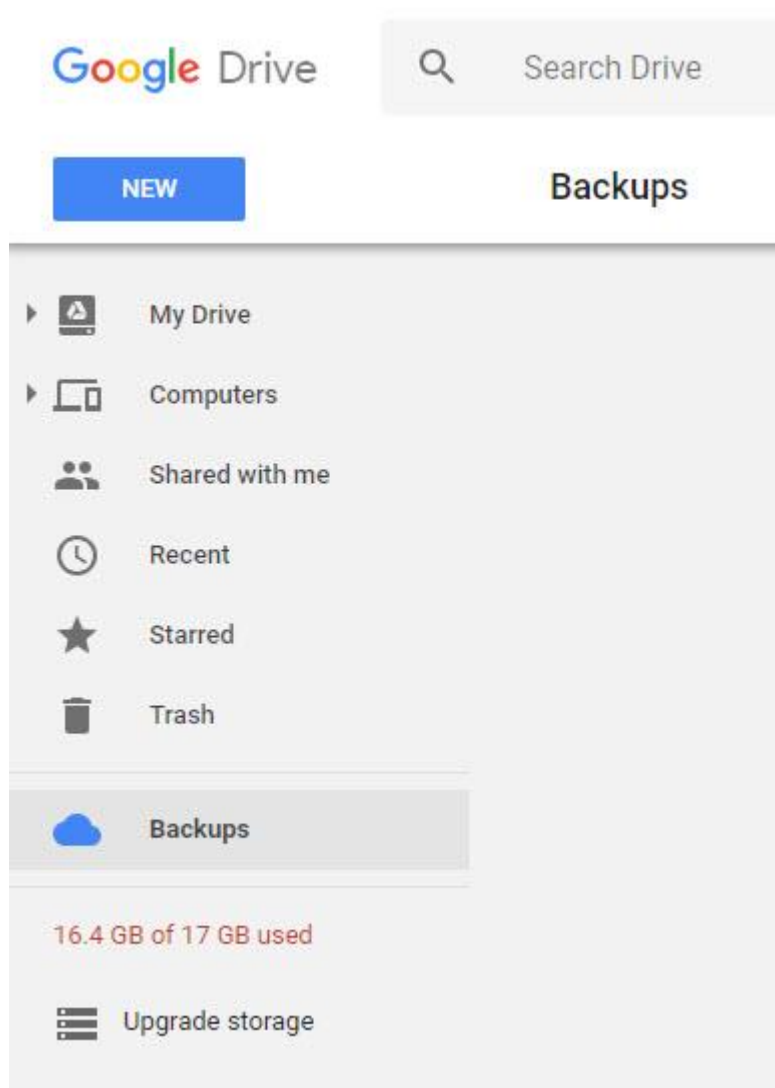 Google Drive
Search Drive
NEW
Backups
My Drive
Computers
Shared with me
Recent
Starred
Trash
Backups
16.4 GB of 17 GB used
Upgrade storage